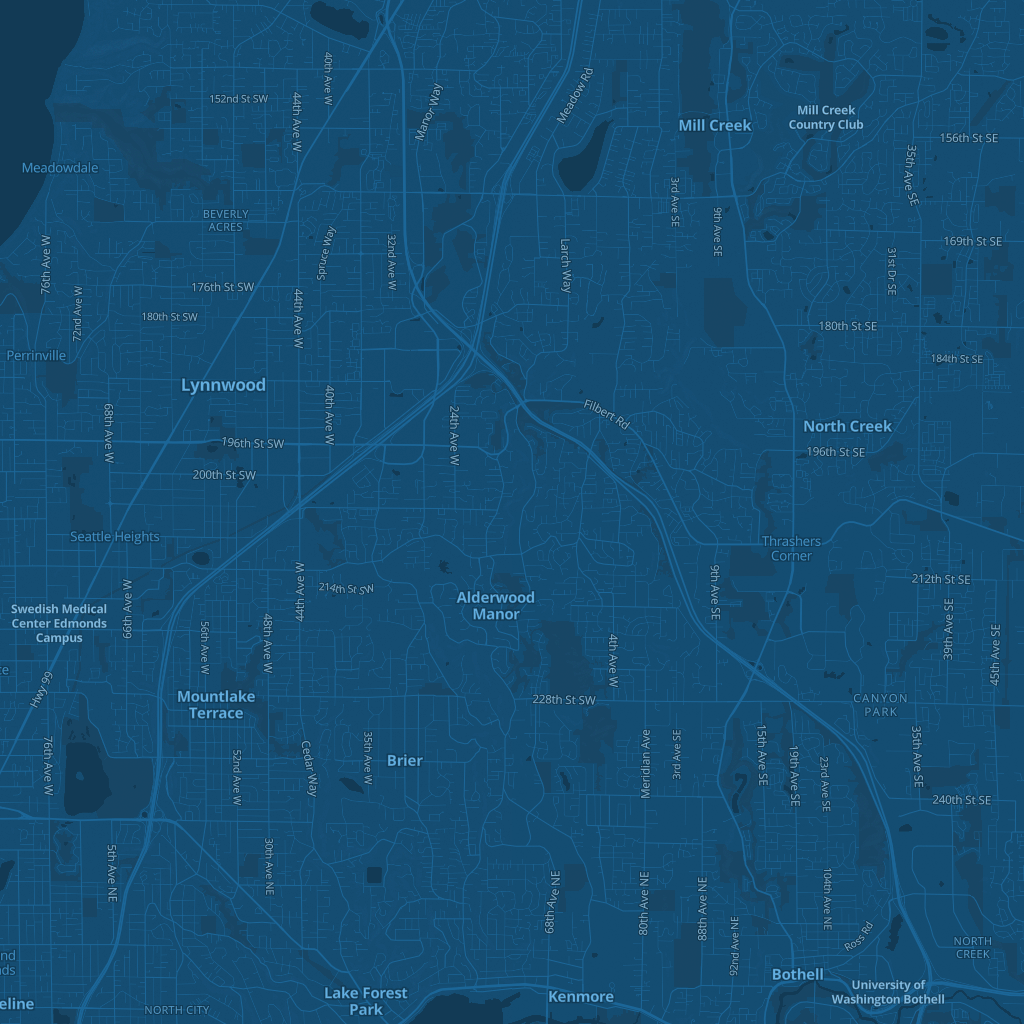 40th Ave W
44th Ave W
152nd St SW
Manor Way
Meadow Rd
Mill Creek
Mill Creek
Country Club
156th St SE
35th Ave SE
Meadowdale
BEVERLY
ACRES
3rd Ave SE
9th Ave SE
169th St SE
31st Dr SE
76th Ave W
Spruce Way
32nd Ave W
Larch Way
176th St SW
72nd Ave W
44th Ave W
180th St SW
180th St SE
Perrinville
184th St SE
Lynnwood
40th Ave W
24th Ave W
Filbert Rd
68th Ave W
North Creek
196th St SW
196th St SE
200th St SW
Seattle Heights
Thrashers
Corner
214th St SW
44th Ave W
9th Ave SE
212th St SE
Alderwood
Manor
Swedish Medical
Center Edmonds
Campus
66th Ave W
56th Ave W
48th Ave W
4th Ave W
39th Ave SE
45th Ave SE
Hwy 99
Mountlake
Terrace
228th St SW
CANYON
PARK
76th Ave W
52nd Ave W
Cedar Way
35th Ave W
Brier
Meridian Ave
3rd Ave SE
15th Ave SE
19th Ave SE
23rd Ave SE
35th Ave SE
240th St SE
5th Ave NE
30th Ave NE
68th Ave NE
80th Ave NE
88th Ave NE
92nd Ave NE
104th Ave NE
Ross Rd
NORTH
CREEK
nd
ds
eline
NORTH CITY
Lake Forest
Park
Kenmore
Bothell
University of
Washington Bothell